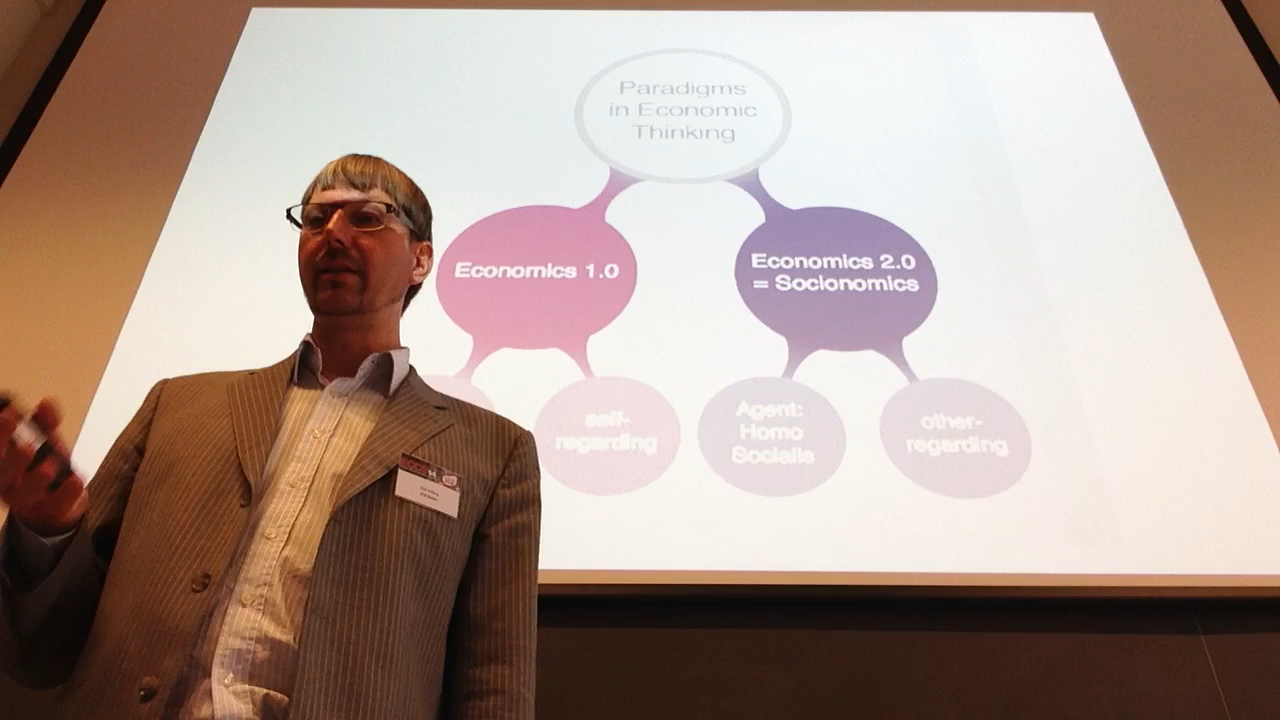 Paradigms
in Economic
Thinking
Economics 1.0
Economics 2.0
= Socionomics
self-
regarding
Agent:
Homo
Socialis
other-
regarding